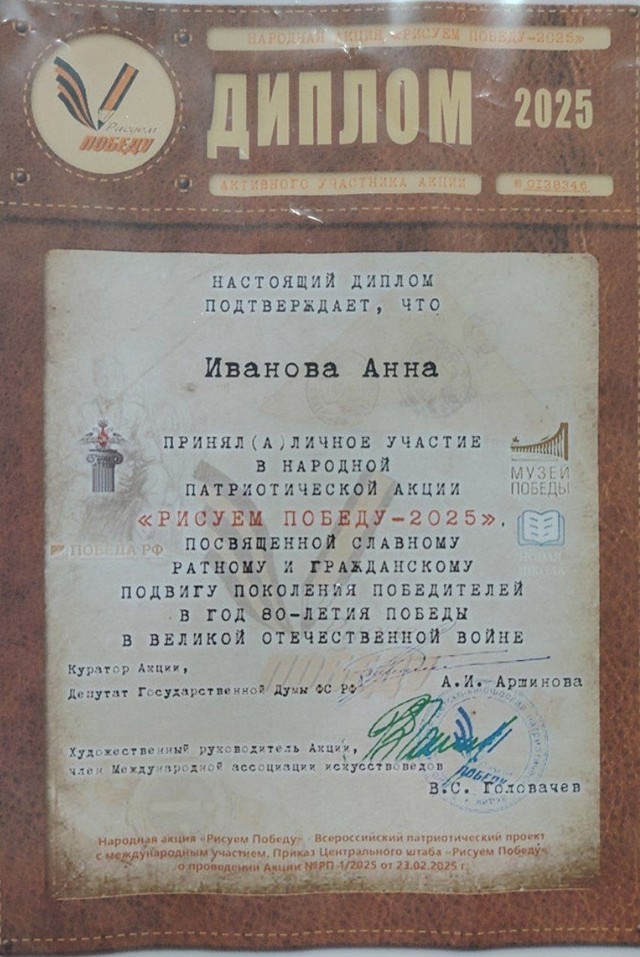 НАРОДНАЯ АКЦИЯ «РИСУЕМ ПОБЕДУ-2025»
Рисуем
ПОБЕДУ
ДИПЛОМ 2025
АКТИВНОГО УЧАСТНИКА АКЦИИ
№ 0138346
НАСТОЯЩИЙ ДИПЛОМ
ПОДТВЕРЖДАЕТ, ЧТО
Иванова Анна
ПРИНЯЛ(А) ЛИЧНОЕ УЧАСТИЕ
В НАРОДНОЙ
ПАТРИОТИЧЕСКОЙ АКЦИИ
«РИСУЕМ ПОБЕДУ-2025»,
ПОСВЯЩЕННОЙ СЛАВНОМУ
РАТНОМУ И ГРАЖДАНСКОМУ
ПОДВИГУ ПОКОЛЕНИЯ ПОБЕДИТЕЛЕЙ
В ГОД 80-ЛЕТИЯ ПОБЕДЫ
В ВЕЛИКОЙ ОТЕЧЕСТВЕННОЙ ВОЙНЕ
ПОБЕДА РФ
МУЗЕЙ
ПОБЕДЫ
Куратор Акции,
Депутат Государственной Думы ФС РФ
А.И. Аршинова
Художественный руководитель Акции,
член Международной ассоциации искусствоведов
В.С. Головачев
ПОБЕДУ
Народная акция «Рисуем Победу» - Всероссийский патриотический проект
с международным участием. Приказ Центрального штаба «Рисуем Победу»
о проведении Акции №РП-1/2025 от 23.02.2025 г.